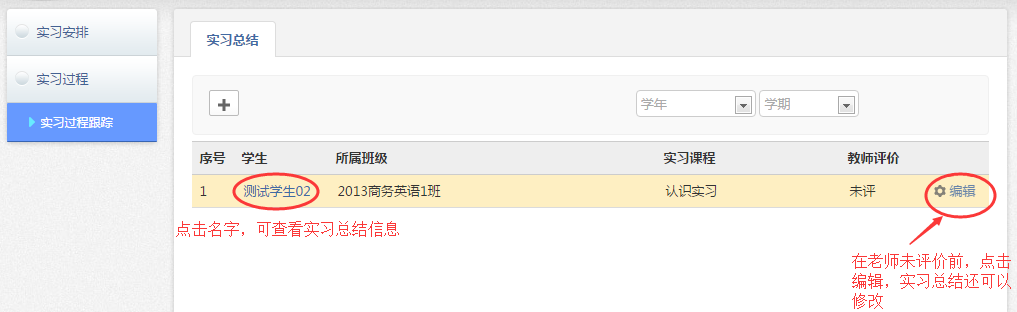 实习安排
实习过程
实习过程跟踪
实习总结
学年 学期
序号 学生 所属班级 实习课程 教师评价
1 测试学生02 2013商务英语1班 认识实习 未评 编辑
点击名字，可查看实习总结信息
在老师未评价前，点击
编辑，实习总结还可以
修改